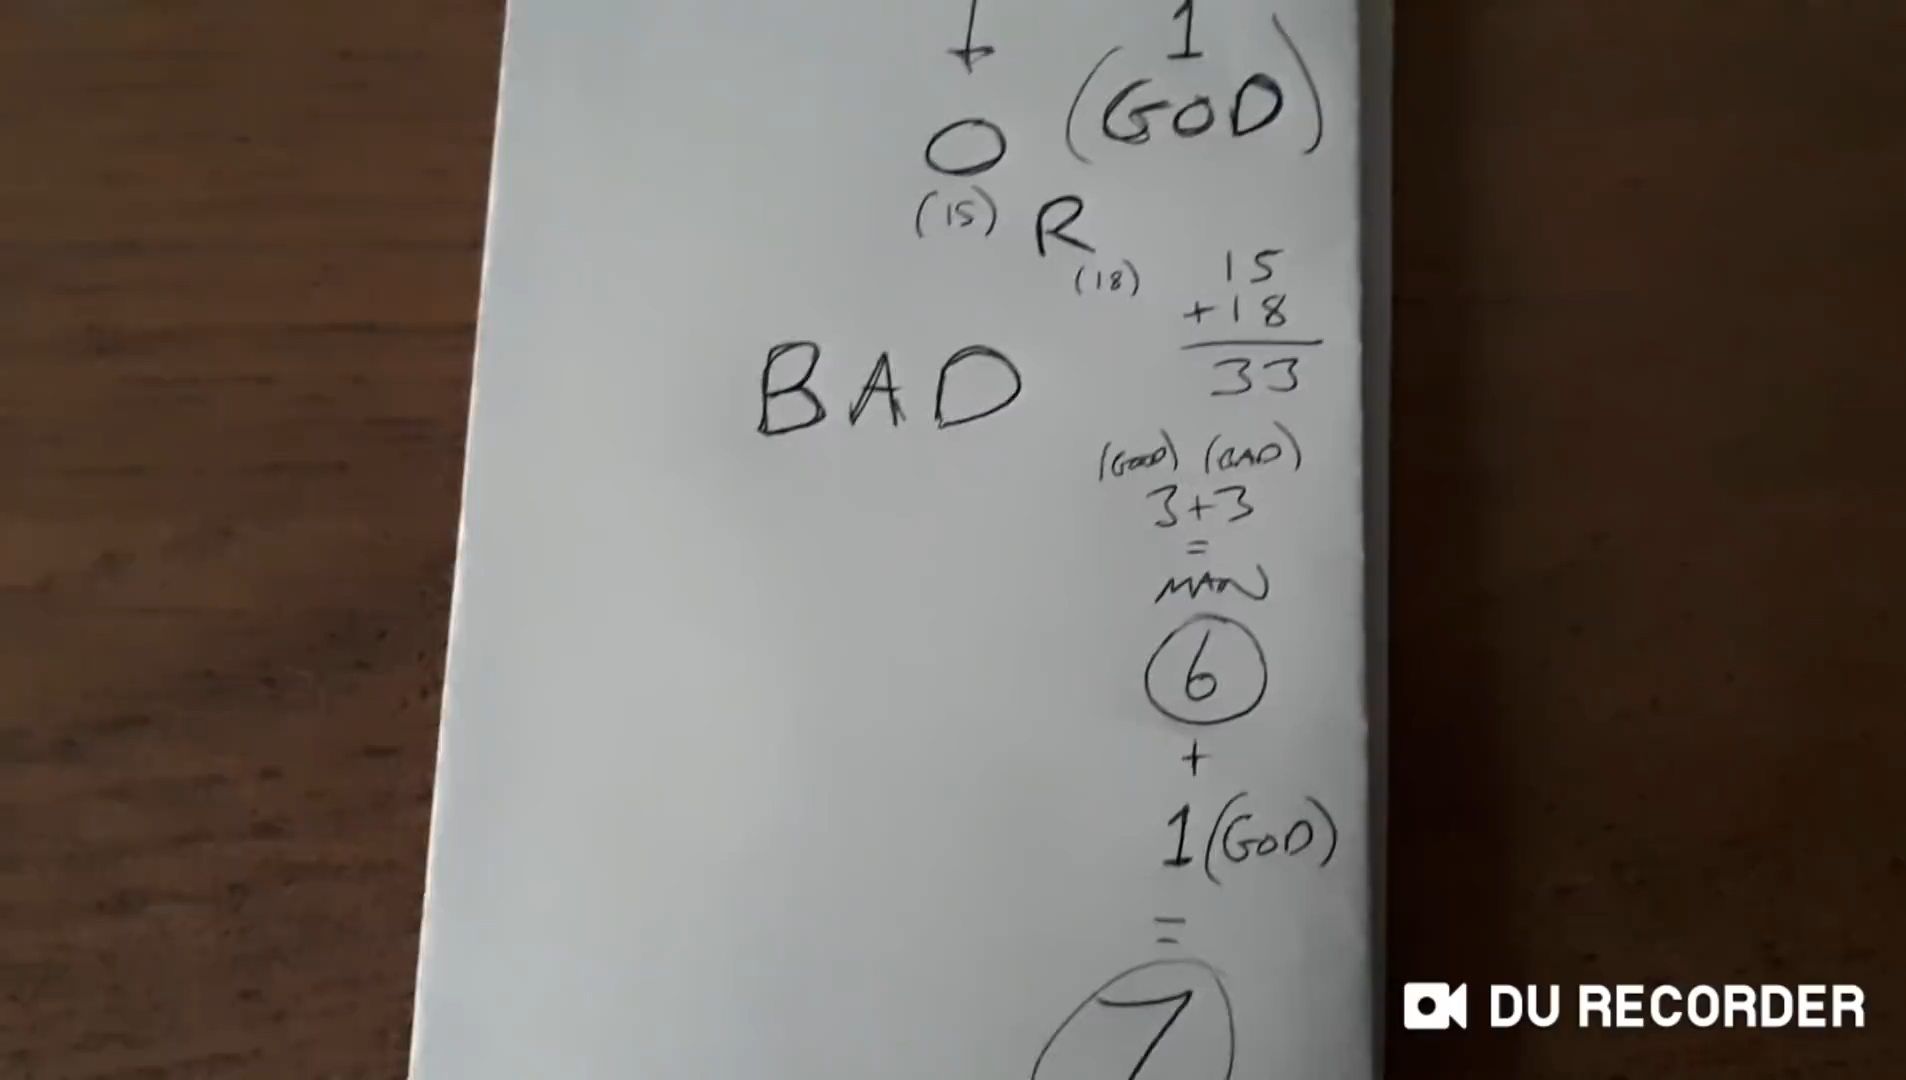 1
(GOD)
O
(15)
R
(18)
15
+18
33
BAD
(GOOD) (BAD)
3+3
=
MAN
6
+
1(GOD)
=
7
DU RECORDER